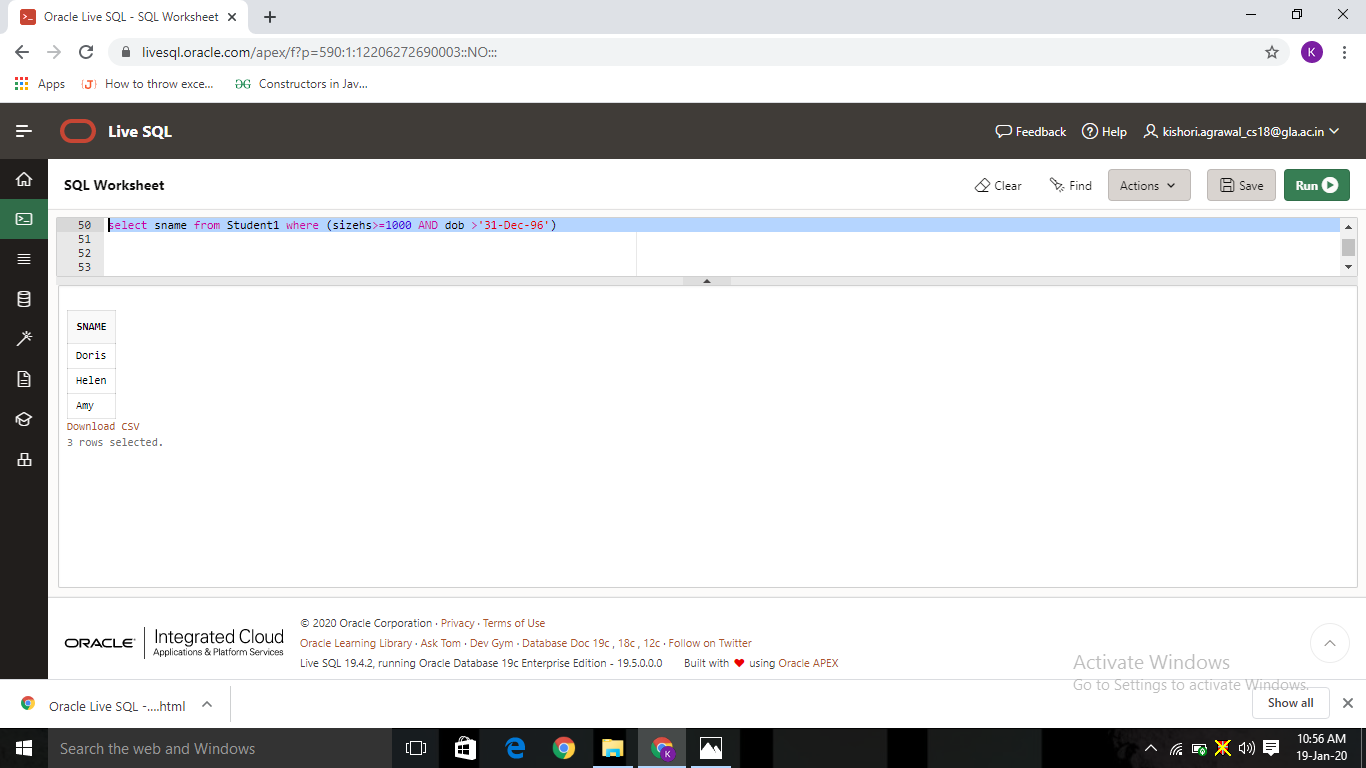 Oracle Live SQL - SQL Worksheet
livesql.oracle.com/apex/f?p=590:1:12206272690003::NO:::
K
Apps {J} How to throw exce... GG Constructors in Jav...
Live SQL Feedback Help kishori.agrawal_cs18@gla.ac.in
SQL Worksheet Clear Find Actions Save Run
50 select sname from Student1 where (sizehs>=1000 AND dob >'31-Dec-96')
51
52
53
SNAME
Doris
Helen
Amy
Download CSV
3 rows selected.
ORACLE Integrated Cloud
Applications & Platform Services
© 2020 Oracle Corporation · Privacy · Terms of Use
Oracle Learning Library · Ask Tom · Dev Gym · Database Doc 19c, 18c, 12c · Follow on Twitter
Live SQL 19.4.2, running Oracle Database 19c Enterprise Edition - 19.5.0.0.0 Built with ♥ using Oracle APEX
Activate Windows
Go to Settings to activate Windows.
Oracle Live SQL -....html Show all
Search the web and Windows K 10:56 AM
19-Jan-20